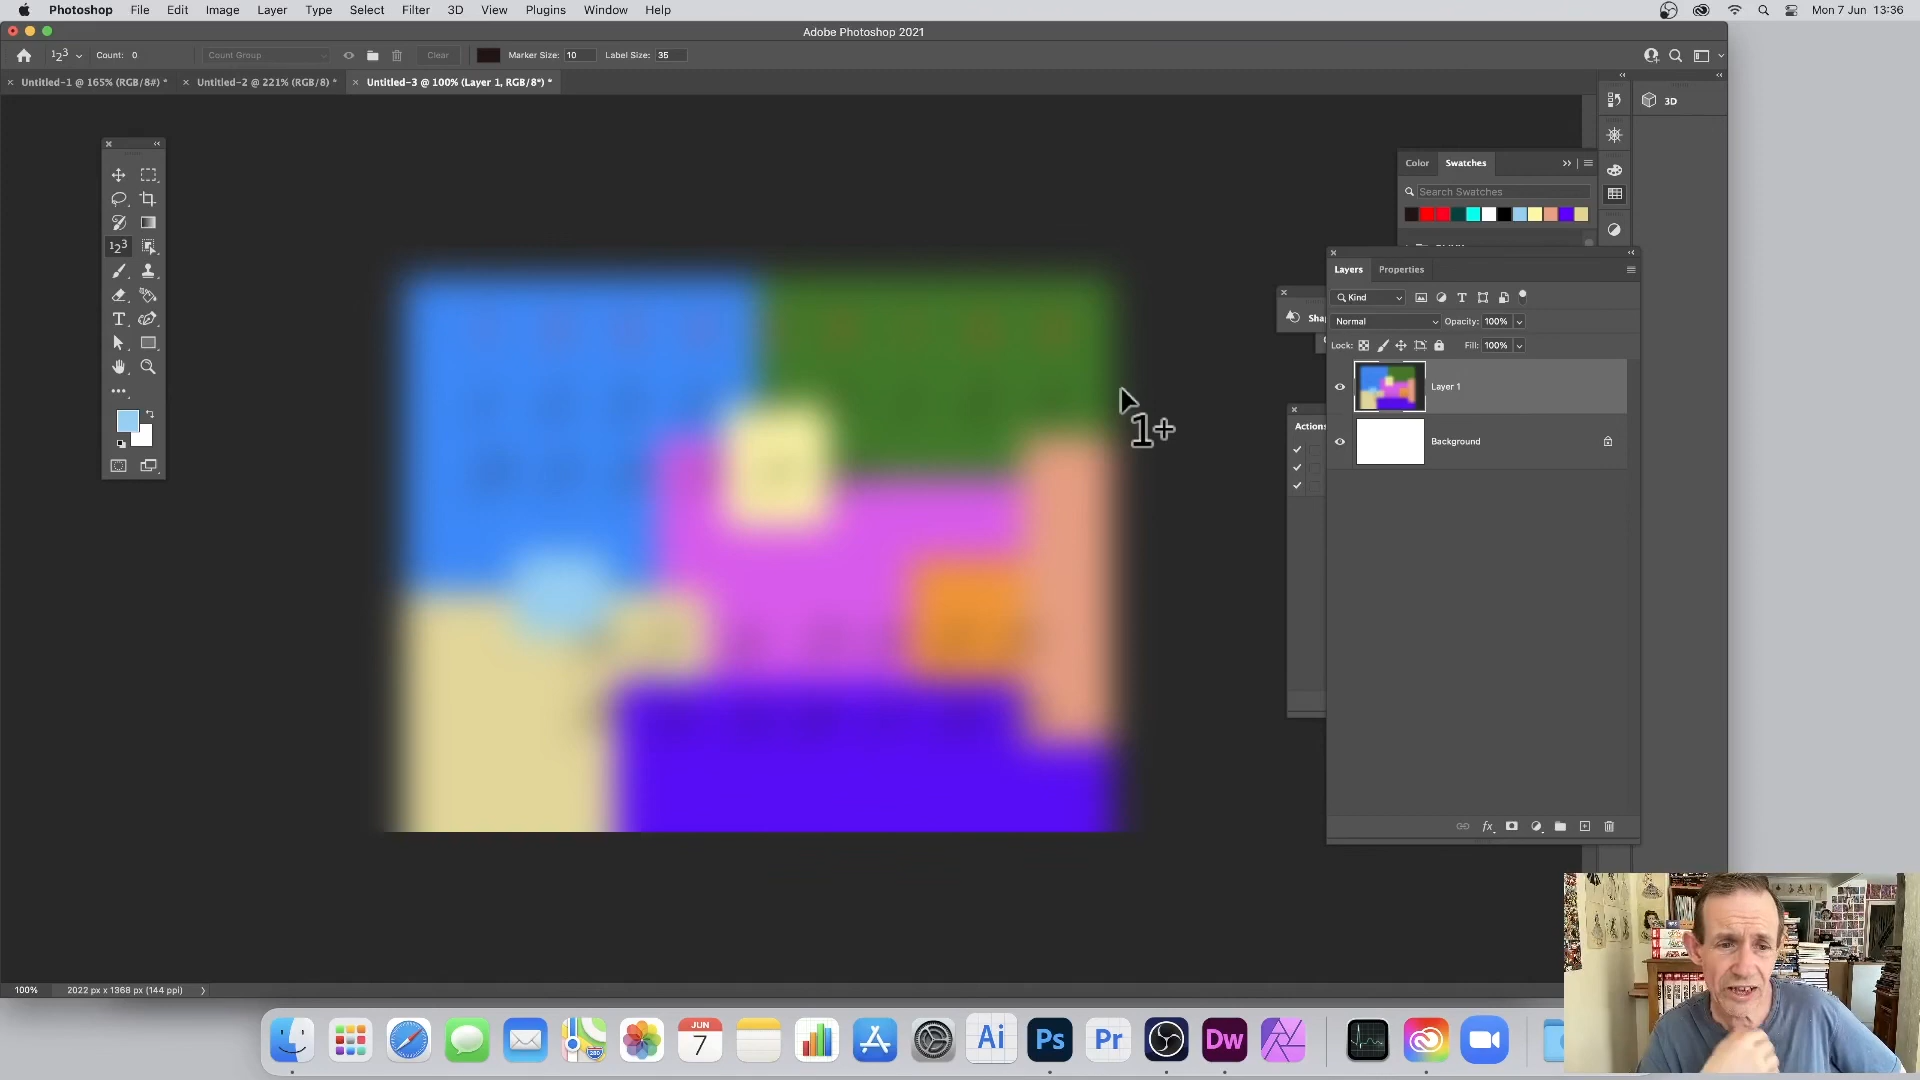 Photoshop File Edit Image Layer Type Select Filter 3D View Plugins Window Help Mon 7 Jun 13:36
Adobe Photoshop 2021
Count: 0 Count Group Clear Marker Size: 10 Label Size: 35
Untitled-1 @ 165% (RGB/8#) * Untitled-2 @ 221% (RGB/8) * Untitled-3 @ 100% (Layer 1, RGB/8*) *
3D
Color Swatches
Search Swatches
Layers Properties
Kind
Shap
Normal Opacity: 100%
Lock: Fill: 100%
Layer 1
Actions
Background
1+
fx
100% 2022 px x 1368 px (144 ppi)
JUN
7
Ai Ps Pr Dw